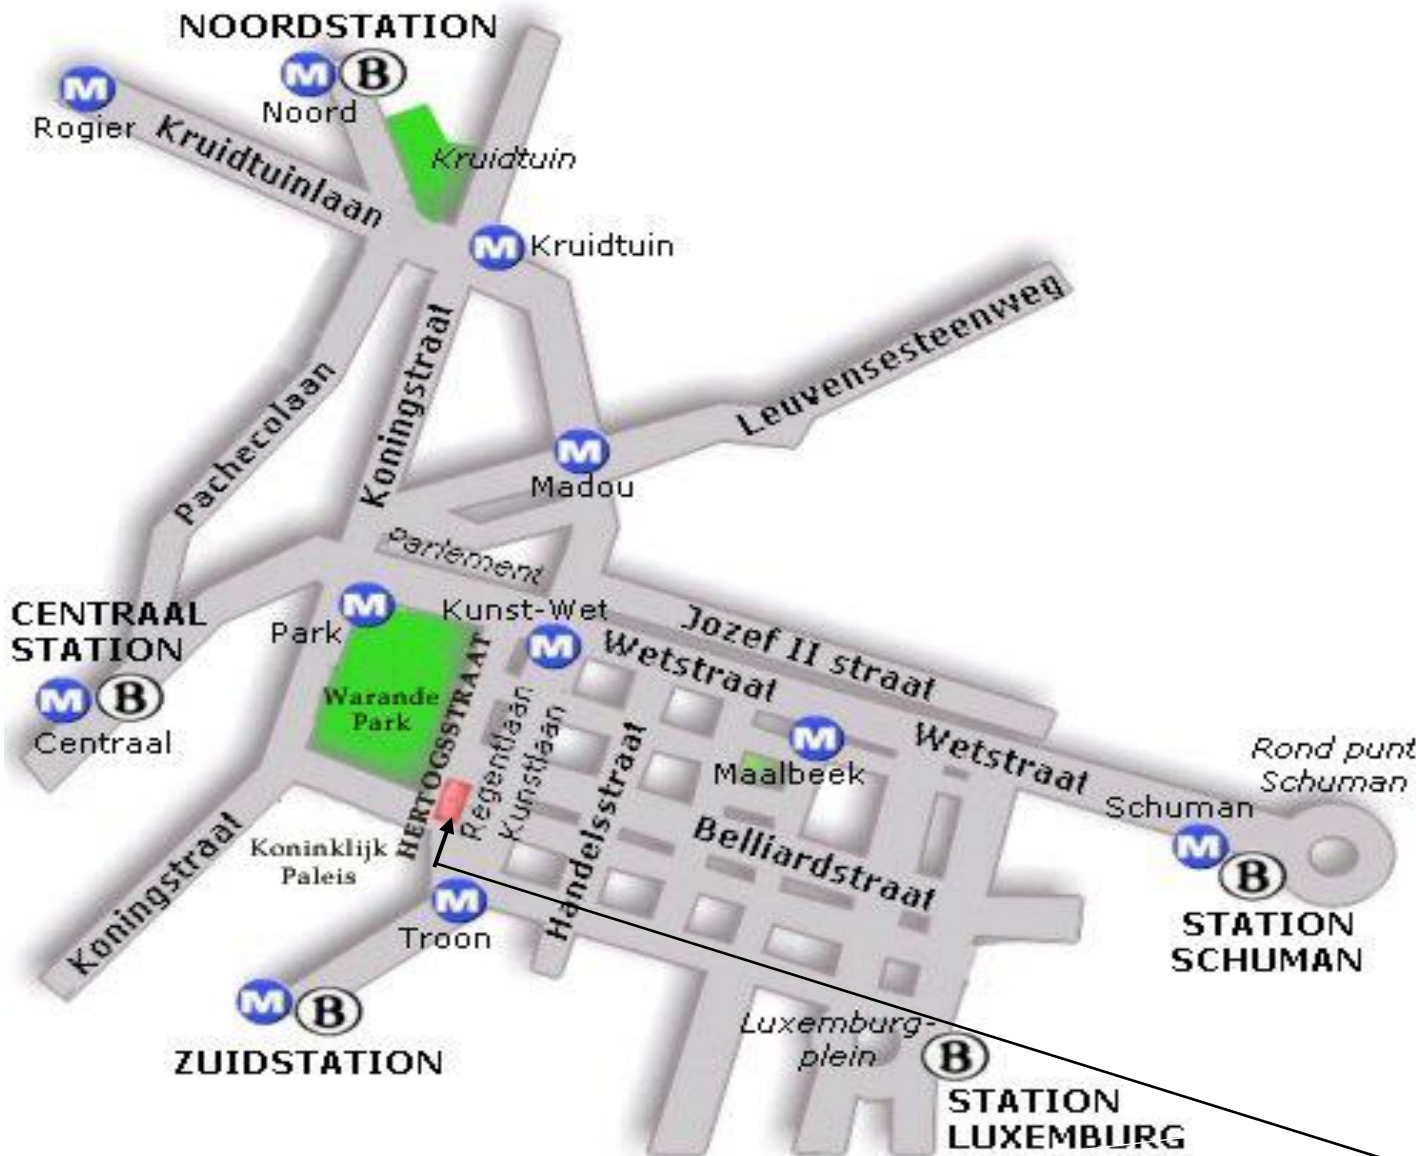 NOORDSTATION
M B
Noord
M
Rogier
Kruidtuinlaan
Kruidtuin
M Kruidtuin
Leuvensesteenweg
Koningstraat
Pachecolaan
M
Madou
Parlement
CENTRAAL
STATION
M B
Centraal
M
Park
Kunst-Wet
M
Jozef II straat
Wetstraat
Warande
Park
HERTOGSSTRAAT
Regentlaan
Kunstlaan
Handelsstraat
M
Maalbeek
Wetstraat
Rond punt
Schuman
Schuman
M B
STATION
SCHUMAN
Belliardstraat
Koninklijk
Paleis
Koningstraat
M
Troon
M B
ZUIDSTATION
Luxemburg-
plein
B
STATION
LUXEMBURG